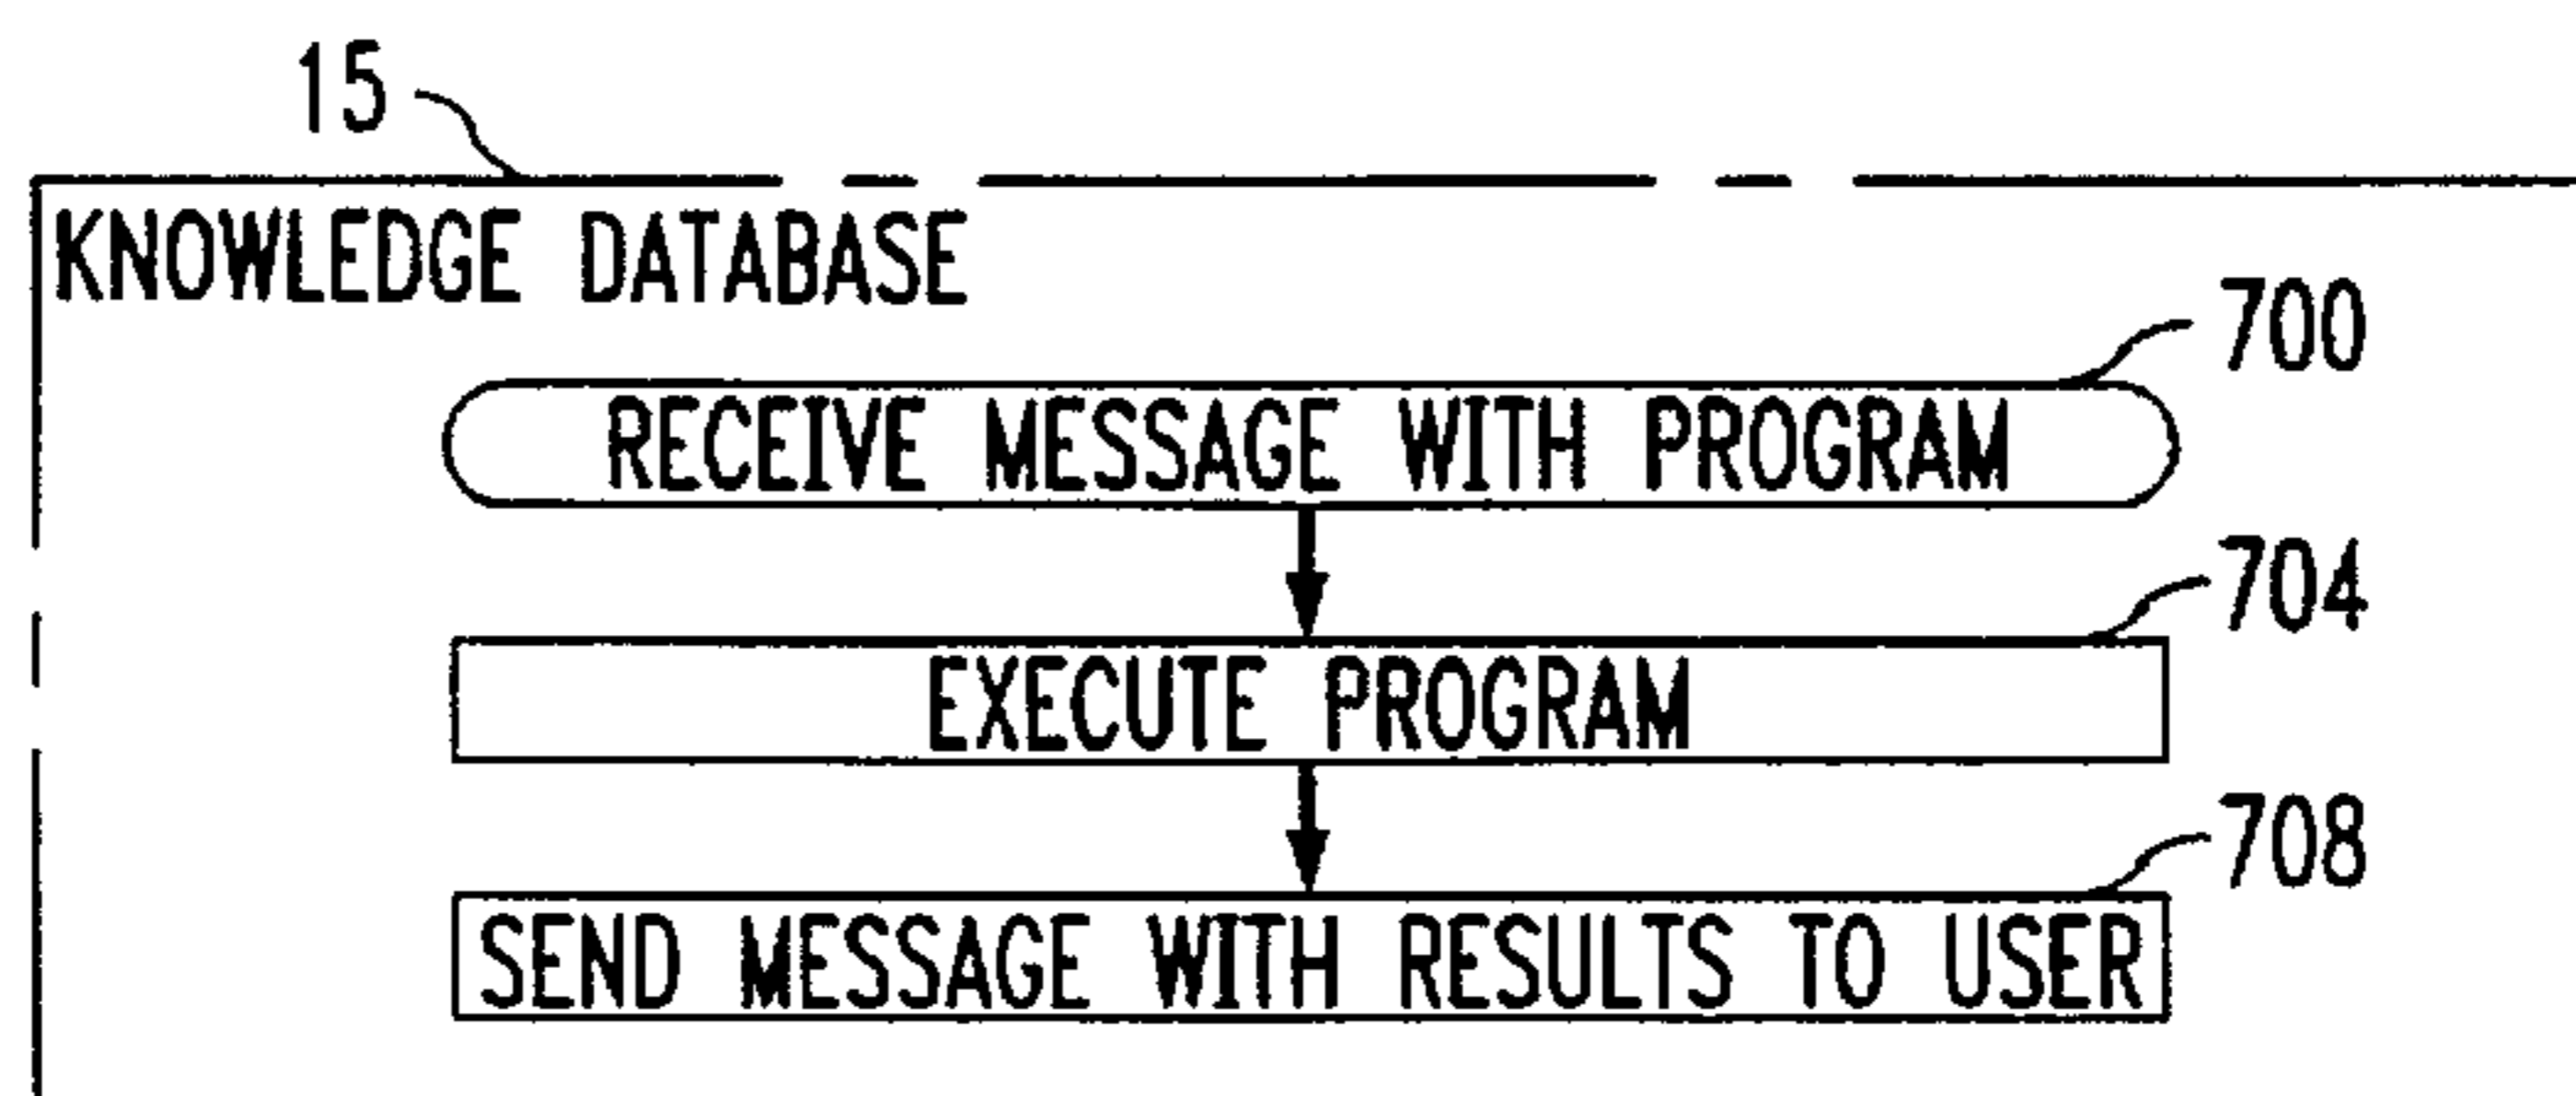 15
KNOWLEDGE DATABASE
700
RECEIVE MESSAGE WITH PROGRAM
704
EXECUTE PROGRAM
708
SEND MESSAGE WITH RESULTS TO USER